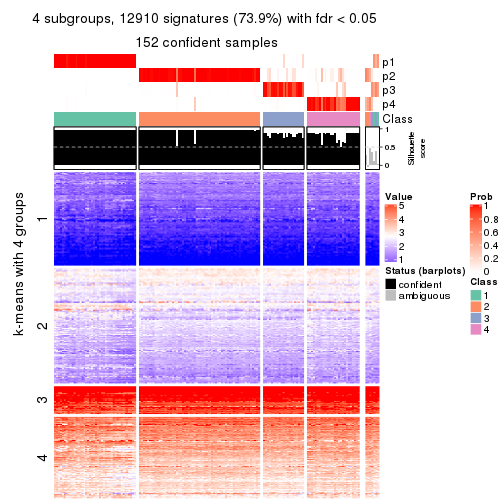 4 subgroups, 12910 signatures (73.9%) with fdr < 0.05
152 confident samples
p1
p2
p3
p4
Class
1
0.5
0
Silhouette
score
k-means with 4 groups
1
2
3
4
Value
5
4
3
2
1
Status (barplots)
confident
ambiguous
Prob
1
0.8
0.6
0.4
0.2
0
Class
1
2
3
4